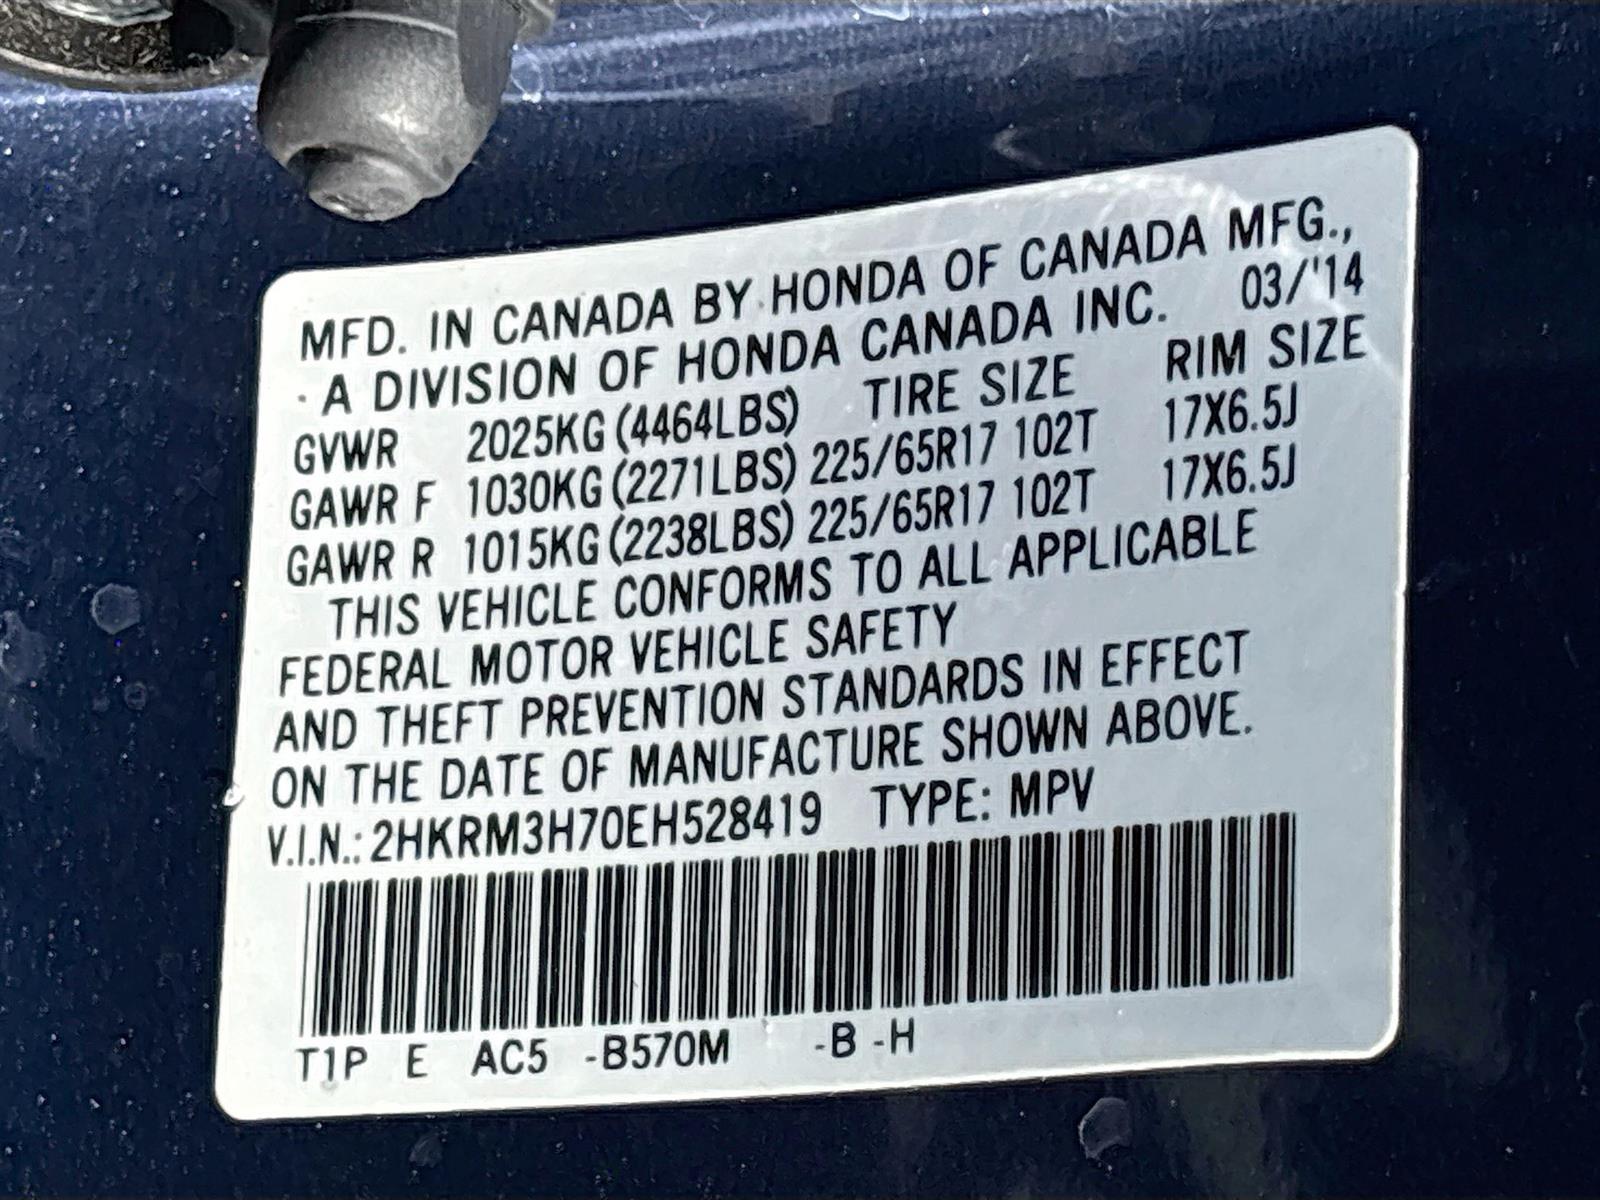 MFD. IN CANADA BY HONDA OF CANADA MFG.,
A DIVISION OF HONDA CANADA INC. 03/'14
GVWR 2025KG (4464LBS) TIRE SIZE RIM SIZE
GAWR F 1030KG (2271LBS) 225/65R17 102T 17X6.5J
GAWR R 1015KG (2238LBS) 225/65R17 102T 17X6.5J
THIS VEHICLE CONFORMS TO ALL APPLICABLE
FEDERAL MOTOR VEHICLE SAFETY
AND THEFT PREVENTION STANDARDS IN EFFECT
ON THE DATE OF MANUFACTURE SHOWN ABOVE.
V.I.N.: 2HKRM3H70EH528419 TYPE: MPV
T1P E AC5 -B570M -B -H